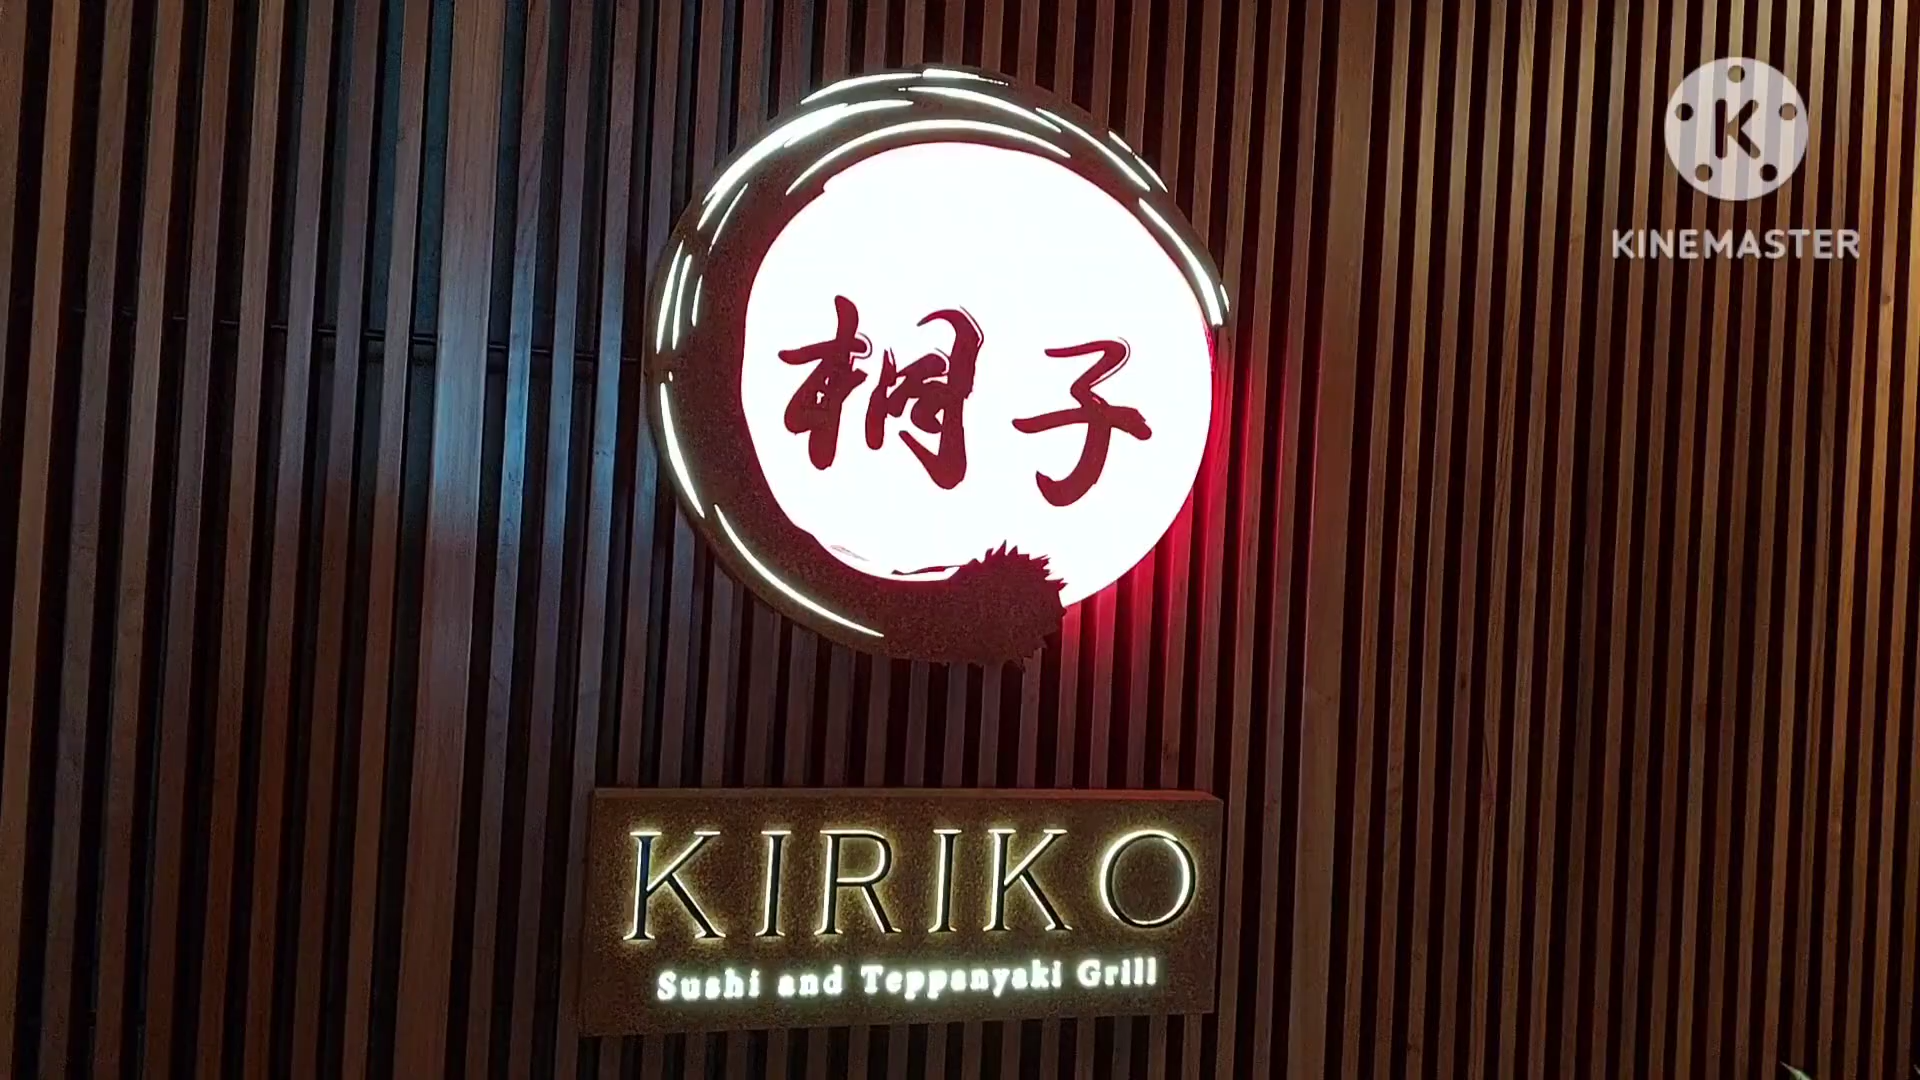 K
KINEMASTER
桐子
KIRIKO
Sushi and Teppanyaki Grill